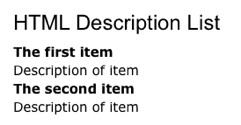 HTML Description List
The first item
Description of item
The second item
Description of item